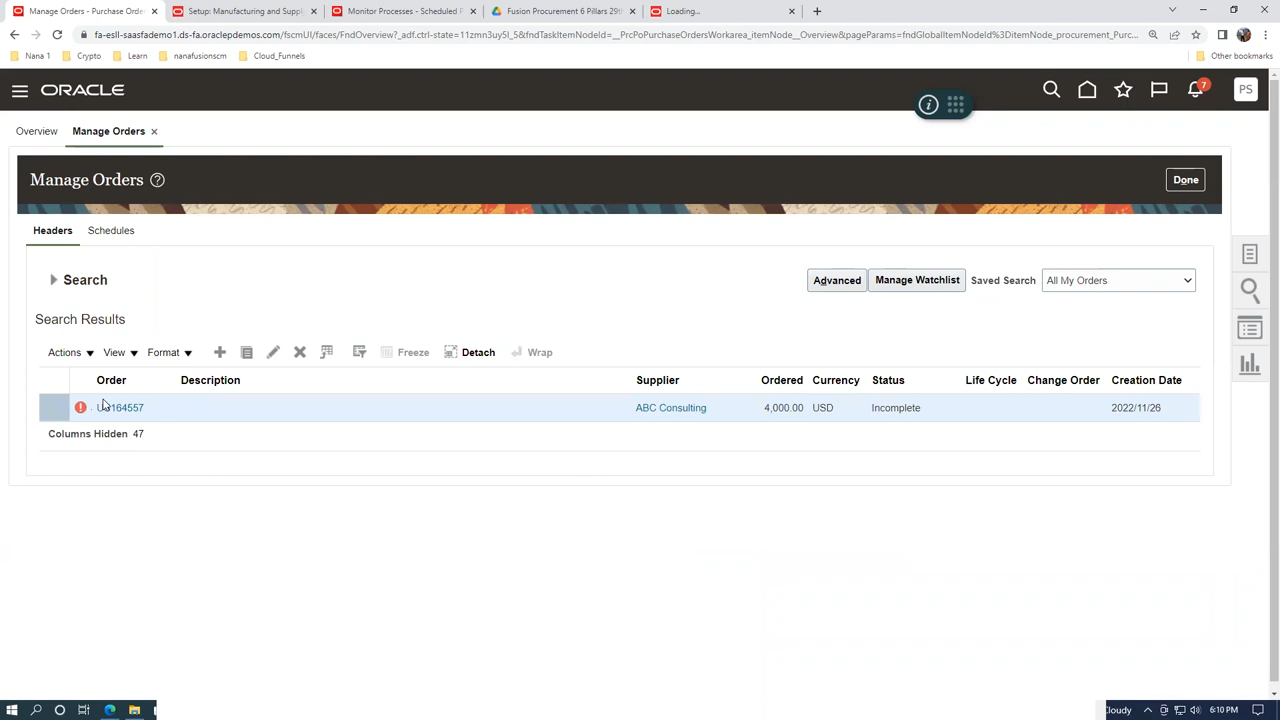 Manage Orders - Purchase Order
Setup: Manufacturing and Suppl
Monitor Processes - Scheduled P
Fusion Procurement 6 Pillars 29th
Loading...
fa-esll-saasfademo1.ds-fa.oraclepdemos.com/fscmUI/faces/FndOverview?_adf.ctrl-state=11zmn3uy5l_5&fndTaskItemNodeId=__PrcPoPurchaseOrdersWorkarea_itemNode__Overview&pageParams=fndGlobalItemNodeId%3DitemNode_procurement_Purc...
Nana 1 Crypto Learn nanafusionscm Cloud_Funnels Other bookmarks
ORACLE 7 PS
Overview Manage Orders
Manage Orders Done
Headers Schedules
Search Advanced Manage Watchlist Saved Search All My Orders
Search Results
Actions View Format Freeze Detach Wrap
Order Description Supplier Ordered Currency Status Life Cycle Change Order Creation Date
164557 ABC Consulting 4,000.00 USD Incomplete 2022/11/26
Columns Hidden 47
Cloudy 6:10 PM